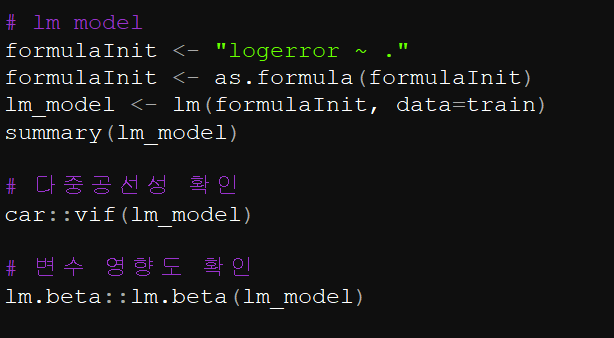 # lm model
formulaInit <- "logerror ~ ."
formulaInit <- as.formula(formulaInit)
lm_model <- lm(formulaInit, data=train)
summary(lm_model)
# 다중공선성 확인
car::vif(lm_model)
# 변수 영향도 확인
lm.beta::lm.beta(lm_model)